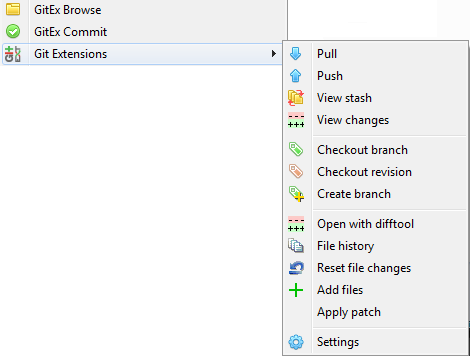 GitEx Browse
GitEx Commit
Git Extensions
Pull
Push
View stash
View changes
Checkout branch
Checkout revision
Create branch
Open with difftool
File history
Reset file changes
Add files
Apply patch
Settings